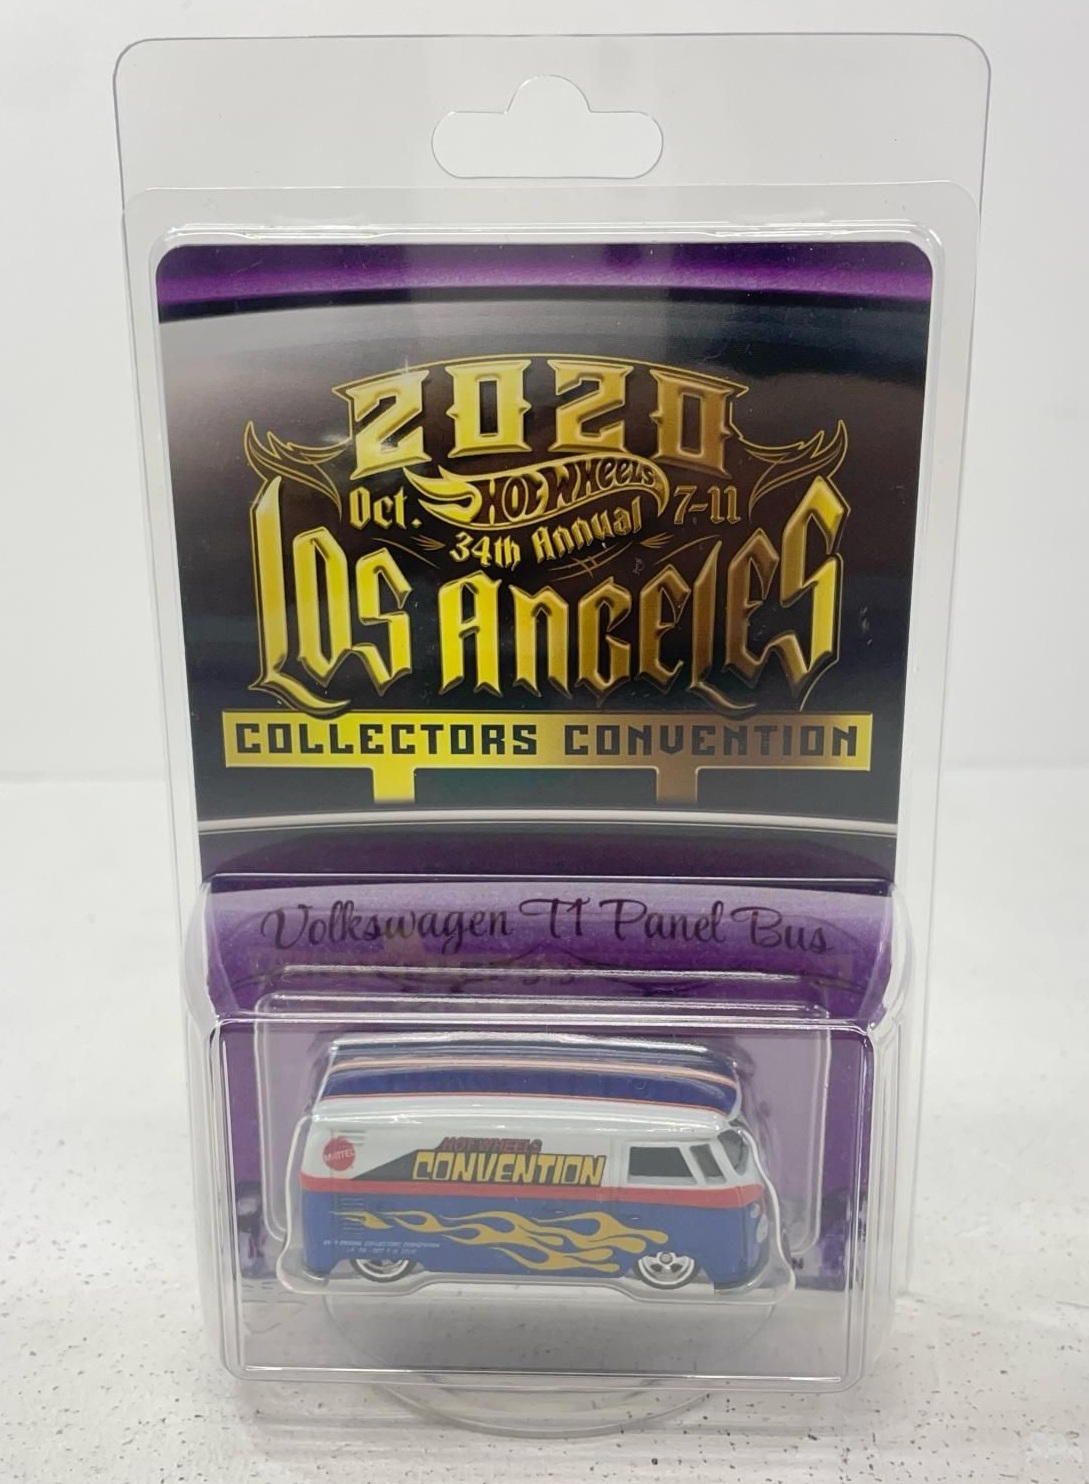 2020
Oct. HOT WHEELS 7-11
34th Annual
LOS ANGELES
COLLECTORS CONVENTION
Volkswagen T1 Panel Bus
MATTEL
HOT WHEELS
CONVENTION